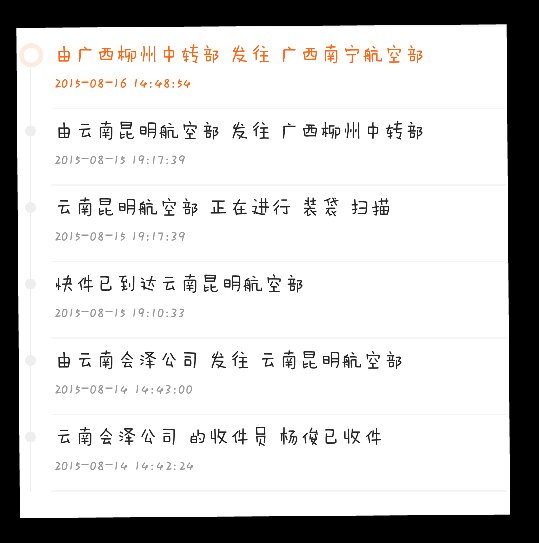 由广西柳州中转部 发往 广西南宁航空部
2015-08-16 14:48:54
由云南昆明航空部 发往 广西柳州中转部
2015-08-15 19:17:39
云南昆明航空部 正在进行 装袋 扫描
2015-08-15 19:17:39
快件已到达云南昆明航空部
2015-08-15 19:10:33
由云南会泽公司 发往 云南昆明航空部
2015-08-14 14:43:00
云南会泽公司 的收件员 杨俊已收件
2015-08-14 14:42:24